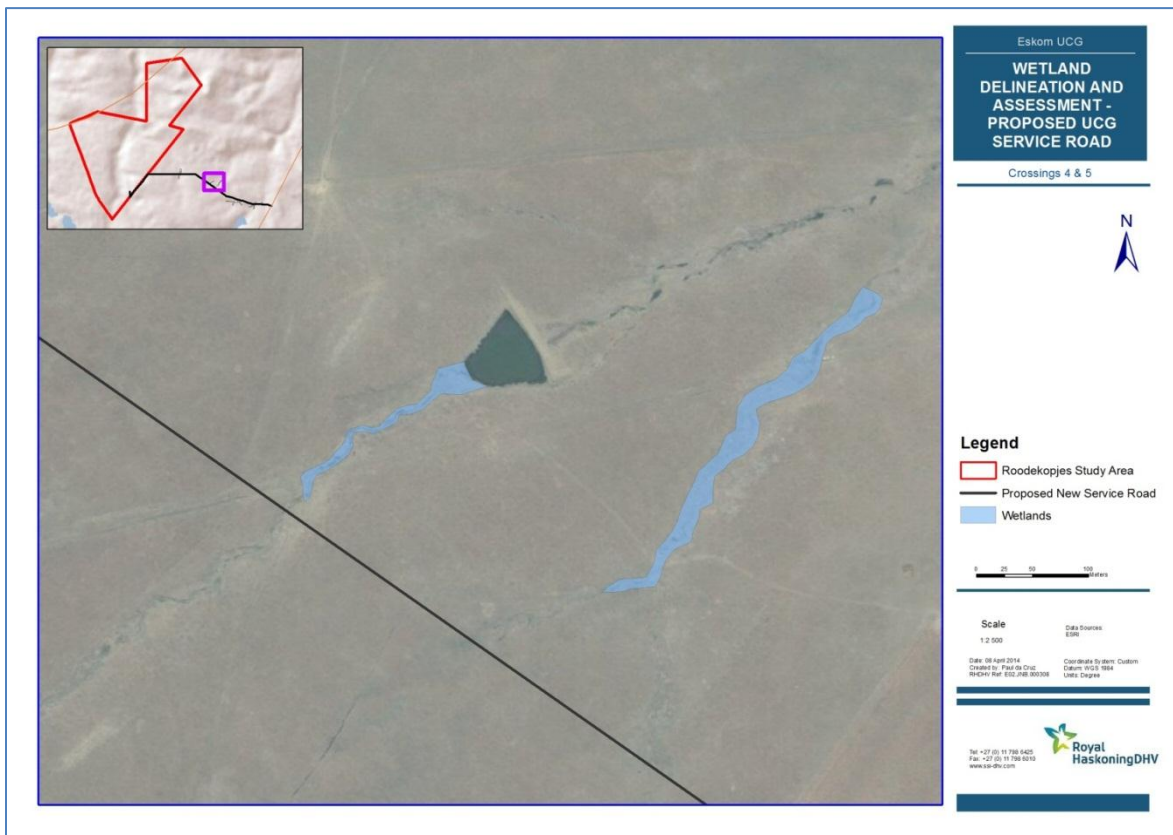 Eskom UCG
WETLAND
DELINEATION AND
ASSESSMENT -
PROPOSED UCG
SERVICE ROAD
Crossings 4 & 5
N
Legend
Roodekopjes Study Area
Proposed New Service Road
Wetlands
0 25 50 100
Meters
Scale
1:2 500
Data Sources:
ESRI
Date: 08 April 2014
Created by: Paul da Cruz
RHDHV Ref: E02.JNB.000308
Coordinate System: Custom
Datum: WGS 1984
Units: Degree
Tel: +27 (0) 11 798 6425
Fax: +27 (0) 11 798 6010
www.ssi-dhv.com
Royal
HaskoningDHV